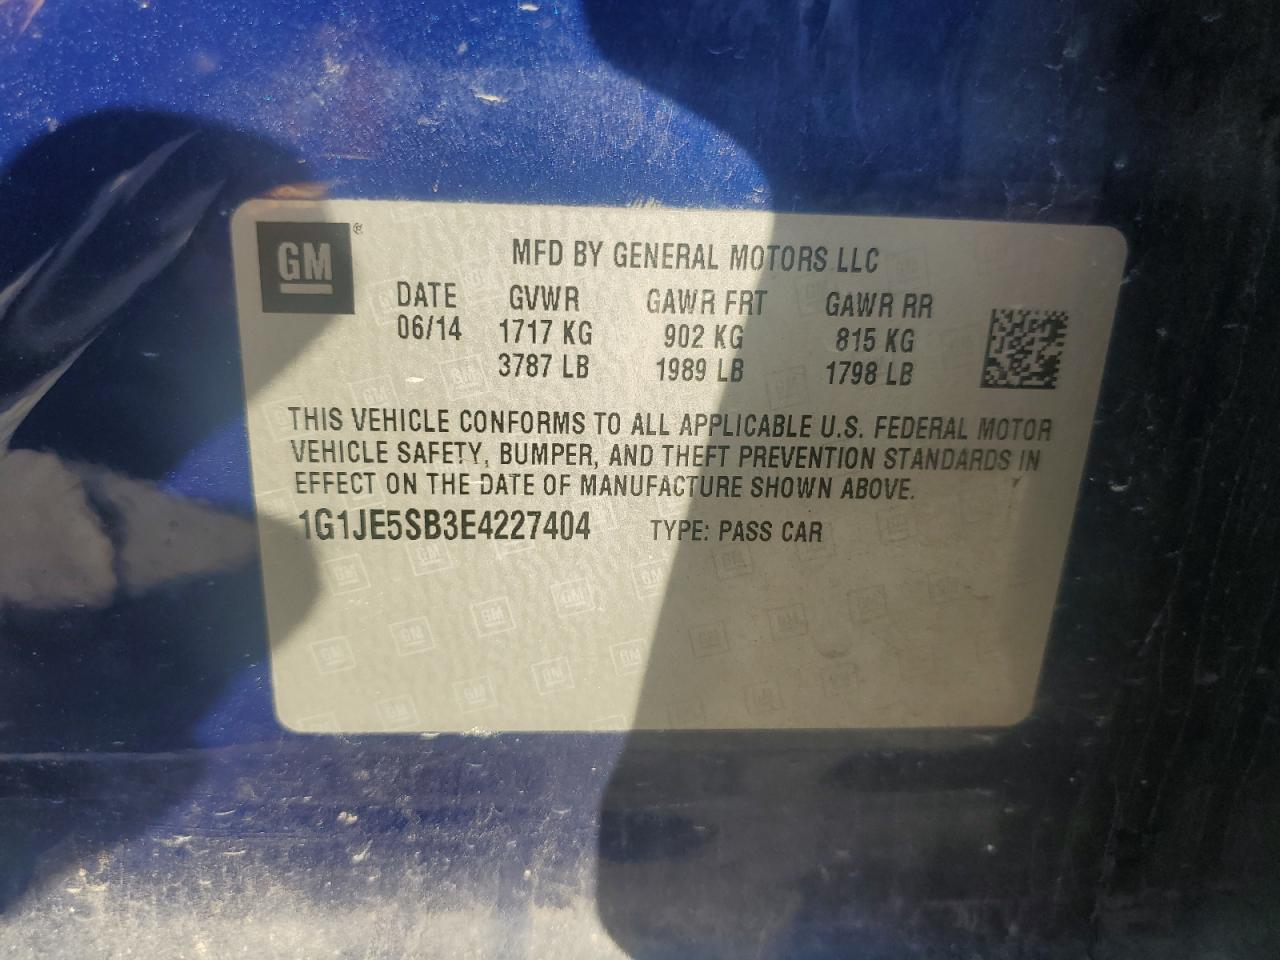 GM®
MFD BY GENERAL MOTORS LLC
DATE GVWR GAWR FRT GAWR RR
06/14 1717 KG 902 KG 815 KG
3787 LB 1989 LB 1798 LB
THIS VEHICLE CONFORMS TO ALL APPLICABLE U.S. FEDERAL MOTOR
VEHICLE SAFETY, BUMPER, AND THEFT PREVENTION STANDARDS IN
EFFECT ON THE DATE OF MANUFACTURE SHOWN ABOVE.
1G1JE5SB3E4227404 TYPE: PASS CAR